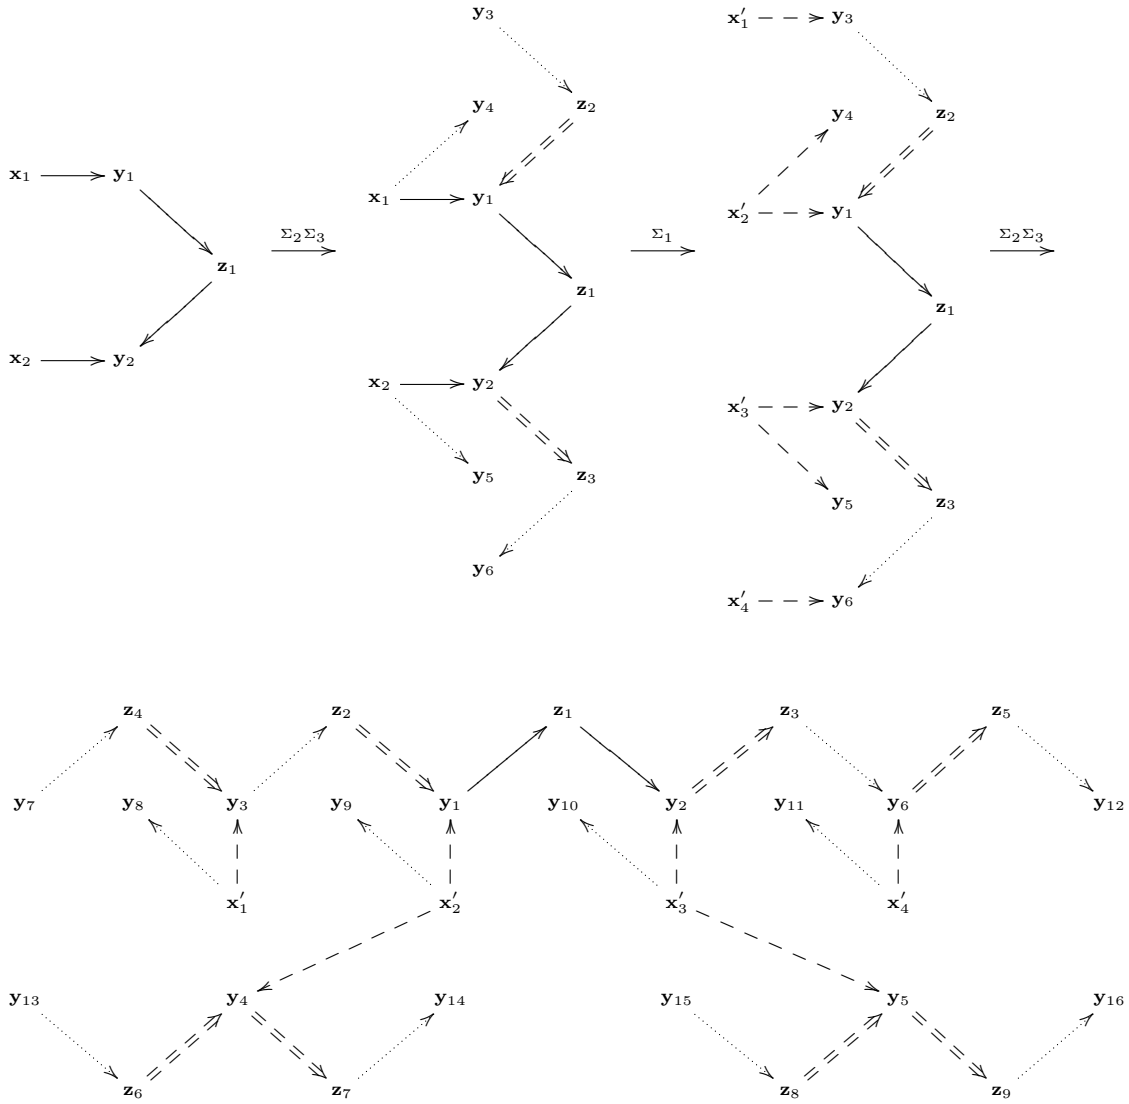 y₃
x′₁ y₃
y₄ z₂
y₄ z₂
x₁ y₁
x₁ y₁
x′₂ y₁
Σ₂Σ₃ Σ₁ Σ₂Σ₃
z₁
z₁
z₁
x₂ y₂
x₂ y₂
x′₃ y₂
y₅ z₃
y₅ z₃
y₆
x′₄ y₆
z₄ z₂ z₁ z₃ z₅
y₇ y₈ y₃ y₉ y₁ y₁₀ y₂ y₁₁ y₆ y₁₂
x′₁ x′₂ x′₃ x′₄
y₁₃ y₄ y₁₄ y₁₅ y₅ y₁₆
z₆ z₇ z₈ z₉